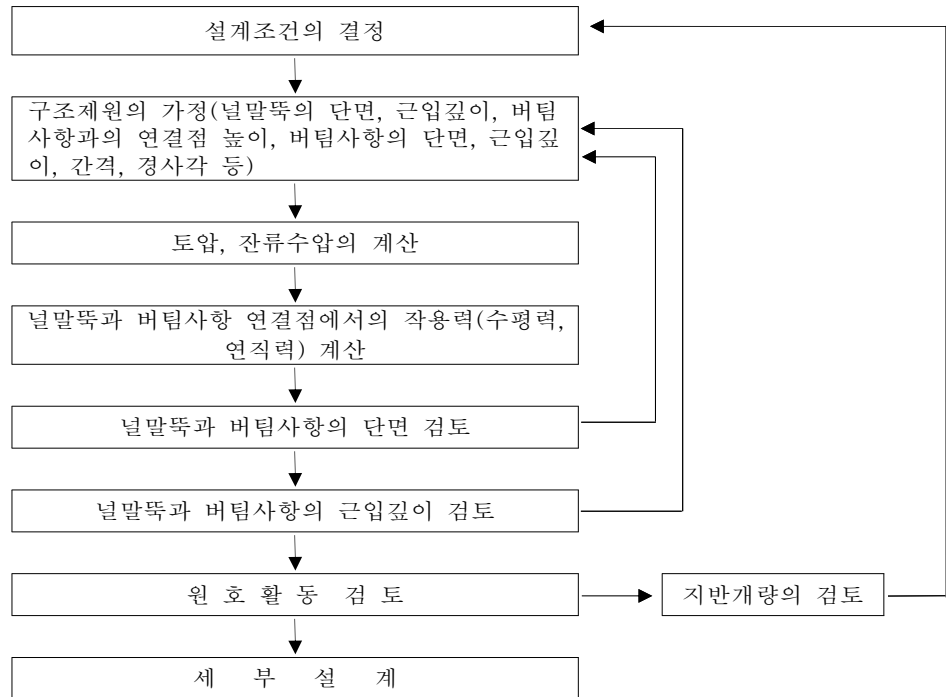 설계조건의 결정
구조제원의 가정(널말뚝의 단면, 근입깊이, 버팀
사항과의 연결점 높이, 버팀사항의 단면, 근입깊
이, 간격, 경사각 등)
토압, 잔류수압의 계산
널말뚝과 버팀사항 연결점에서의 작용력(수평력,
연직력) 계산
널말뚝과 버팀사항의 단면 검토
널말뚝과 버팀사항의 근입깊이 검토
원 호 활 동 검 토
지반개량의 검토
세 부 설 계